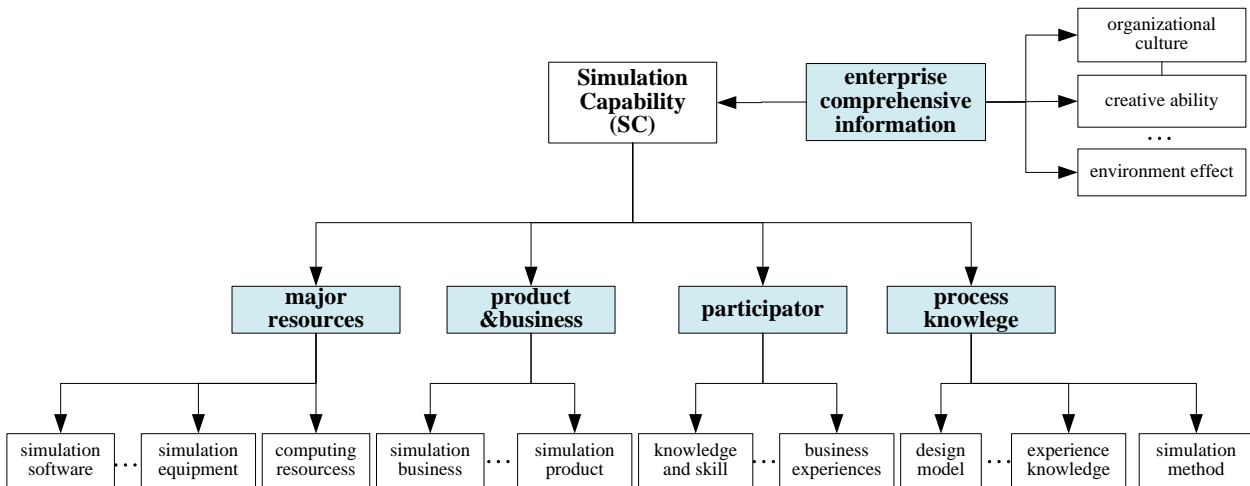 organizational
culture
Simulation
Capability
(SC)
enterprise
comprehensive
information
creative ability
...
environment effect
major
resources
product
&business
participator
process
knowlege
simulation
software
...
simulation
equipment
computing
resourcess
simulation
business
...
simulation
product
knowledge
and skill
...
business
experiences
design
model
...
experience
knowledge
simulation
method